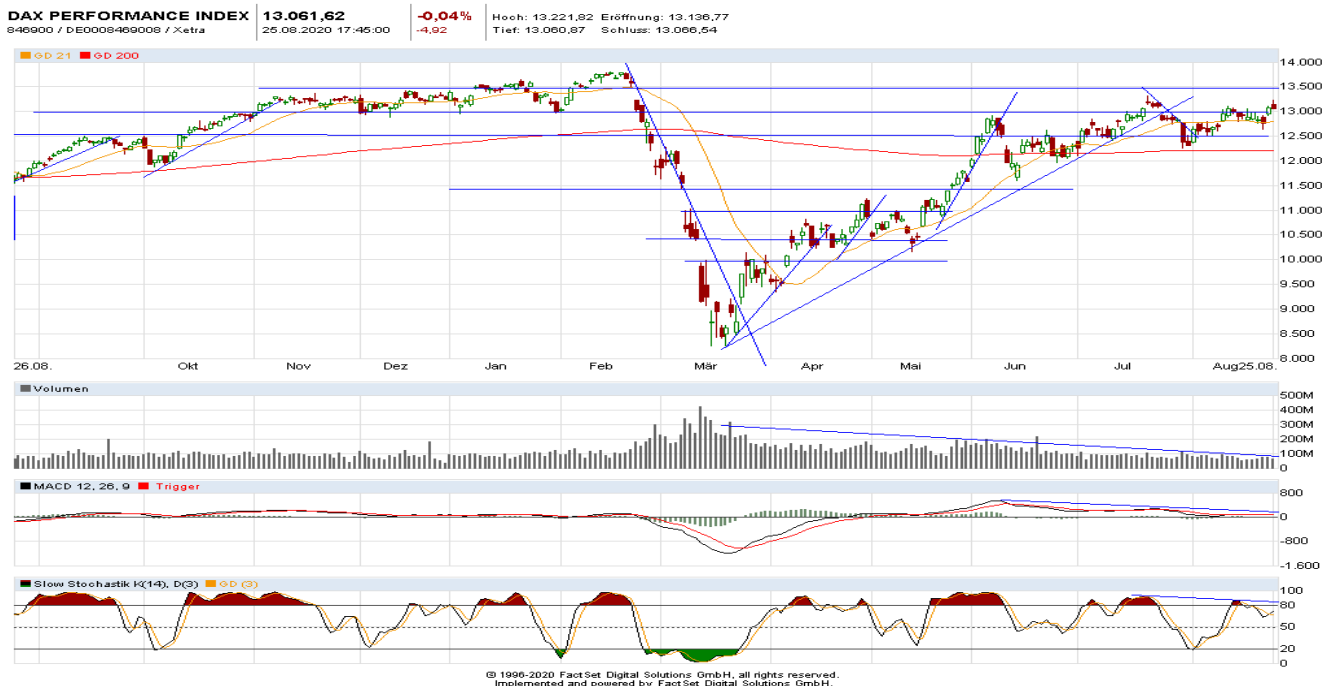 DAX PERFORMANCE INDEX 13.061,62 -0,04% Hoch: 13.221,82 Eröffnung: 13.136,77
846900 / DE0008469008 / Xetra 25.08.2020 17:45:00 -4,92 Tief: 13.060,87 Schluss: 13.066,54
GD 21 GD 200
14.000
13.500
13.000
12.500
12.000
11.500
11.000
10.500
10.000
9.500
9.000
8.500
8.000
26.08. Okt Nov Dez Jan Feb Mär Apr Mai Jun Jul Aug 25.08.
Volumen
500M
400M
300M
200M
100M
0
MACD 12, 26, 9 Trigger
800
0
-800
-1.600
Slow Stochastik K(14), D(3) GD (3)
100
80
50
20
0
© 1996-2020 FactSet Digital Solutions GmbH, all rights reserved.
Implemented and powered by FactSet Digital Solutions GmbH.